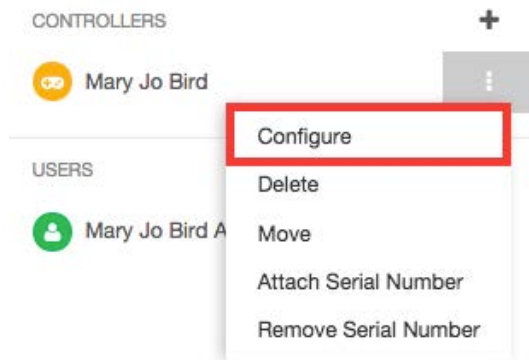 CONTROLLERS +
Mary Jo Bird
Configure
Delete
Move
Attach Serial Number
Remove Serial Number
USERS
Mary Jo Bird A